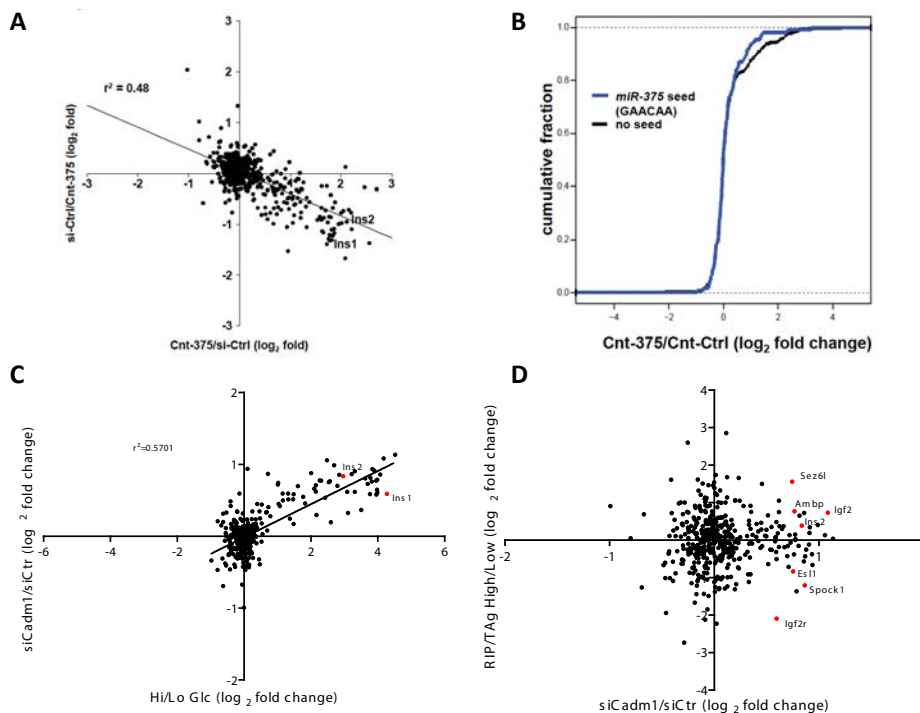 A
3
2
1
-1
-2
-3
-3
-2
-1
1
2
3
r² = 0.48
Ins2
Ins1
si-Ctrl/Cnt-375 (log₂ fold)
Cnt-375/si-Ctrl (log₂ fold)
B
1.0
0.8
0.6
0.4
0.2
0.0
miR-375 seed
(GAACAA)
no seed
cumulative fraction
-4
-2
0
2
4
Cnt-375/Cnt-Ctrl (log₂ fold change)
C
2
1
0
-1
-2
-6
-4
-2
0
2
4
6
r²=0.5701
Ins 2
Ins 1
siCadm1/siCtr (log ₂ fold change)
Hi/Lo Glc (log ₂ fold change)
D
4
3
2
1
-1
-2
-3
-4
-2
-1
0
1
Sez6l
Ambp
Igf2
Ins 2
Esl1
Spock1
Igf2r
RIP/TAg High/Low (log ₂ fold change)
siCadm1/siCtr (log ₂ fold change)